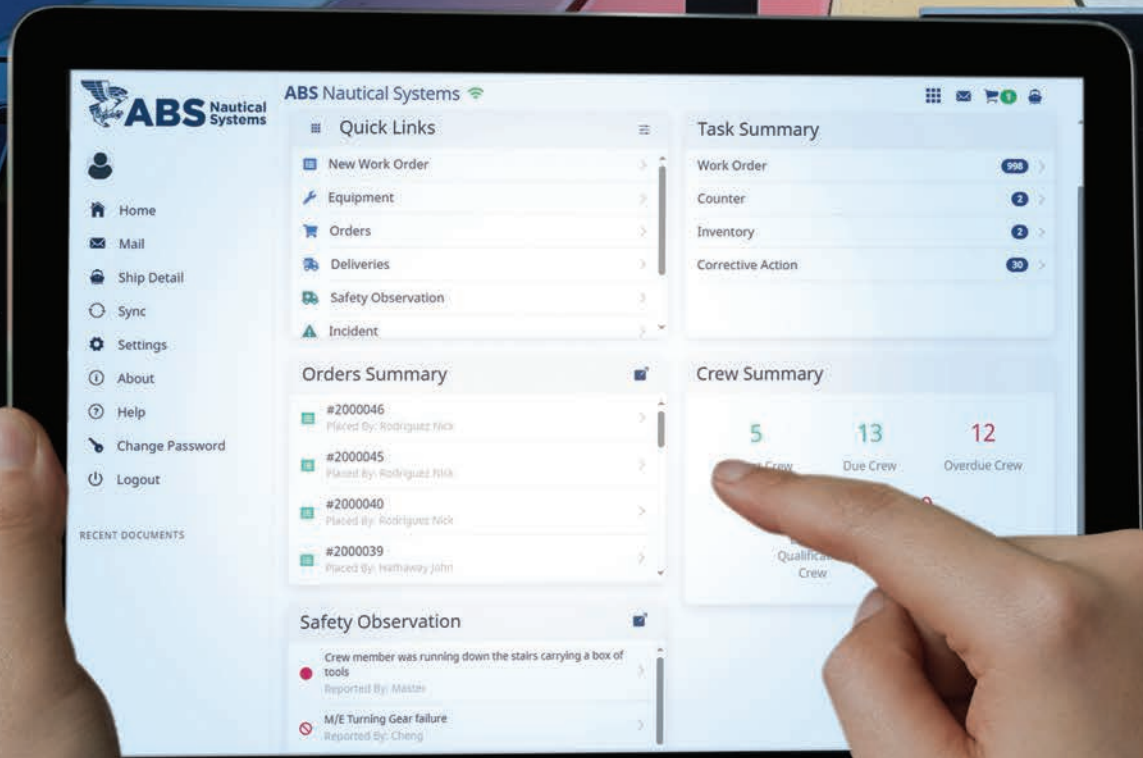 ABS Nautical
Systems
Home
Mail
Ship Detail
Sync
Settings
About
Help
Change Password
Logout
RECENT DOCUMENTS
ABS Nautical Systems
1
Quick Links
New Work Order
Equipment
Orders
Deliveries
Safety Observation
Incident
Task Summary
Work Order 998
Counter 2
Inventory 2
Corrective Action 30
Orders Summary
#2000046
Placed By: Rodriguez Nick
#2000045
Placed By: Rodriguez Nick
#2000040
Placed By: Rodriguez Nick
#2000039
Placed By: Hathaway John
Crew Summary
5 13 12
Crew Due Crew Overdue Crew
Crew
Safety Observation
Crew member was running down the stairs carrying a box of
tools
Reported By: Master
M/E Turning Gear failure
Reported By: Cheng